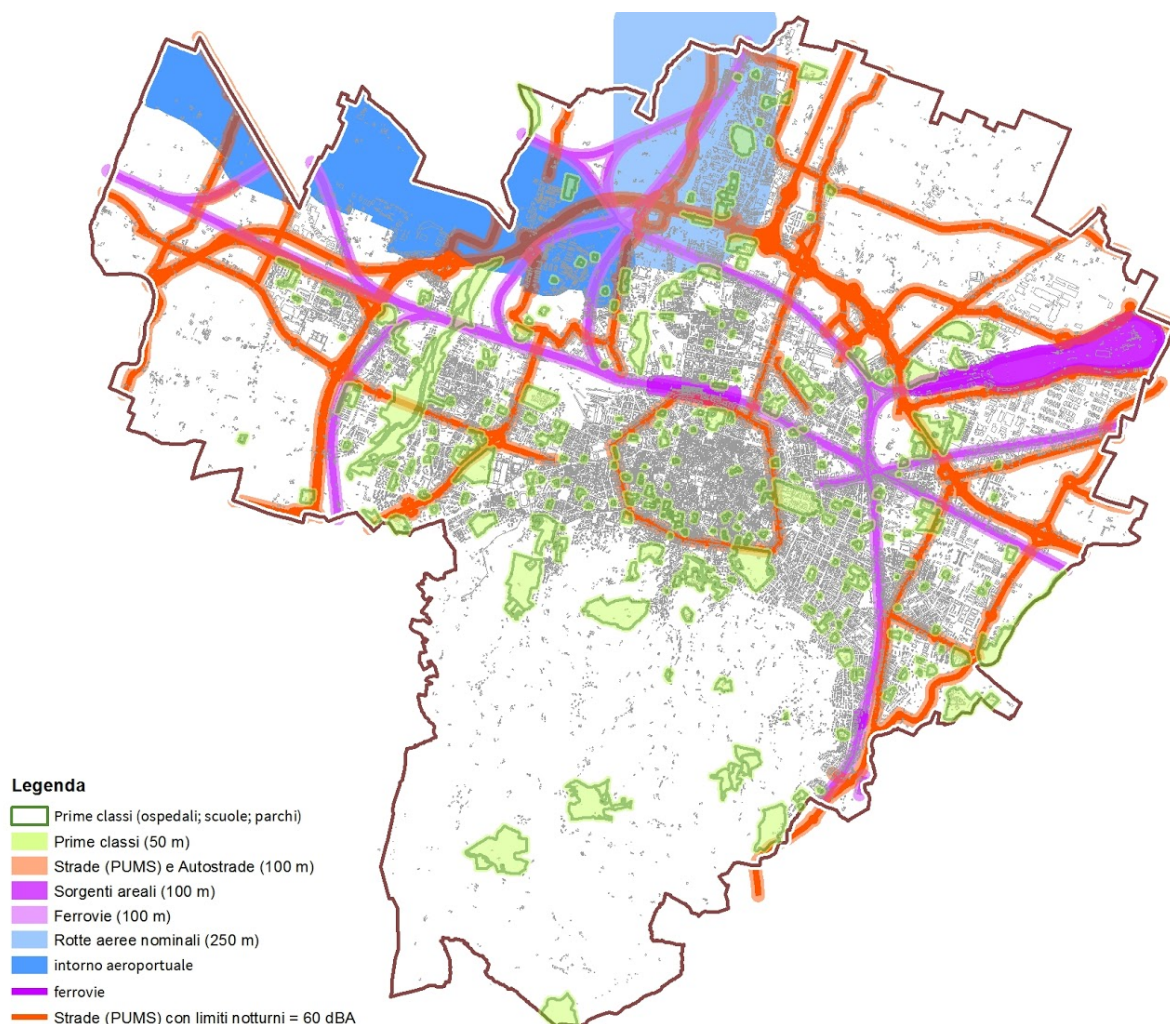 Legenda
Prime classi (ospedali; scuole; parchi)
Prime classi (50 m)
Strade (PUMS) e Autostrade (100 m)
Sorgenti areali (100 m)
Ferrovie (100 m)
Rotte aeree nominali (250 m)
intorno aeroportuale
ferrovie
Strade (PUMS) con limiti notturni = 60 dBA